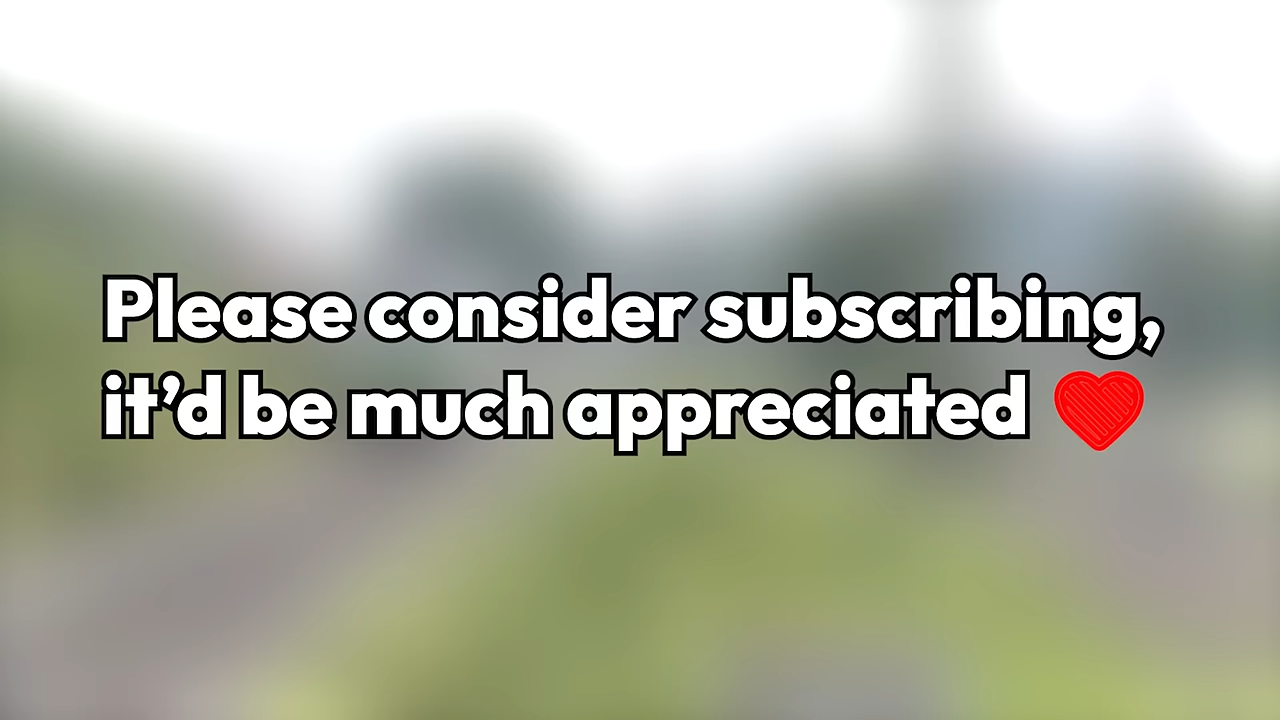 Please consider subscribing,
it’d be much appreciated ❤️